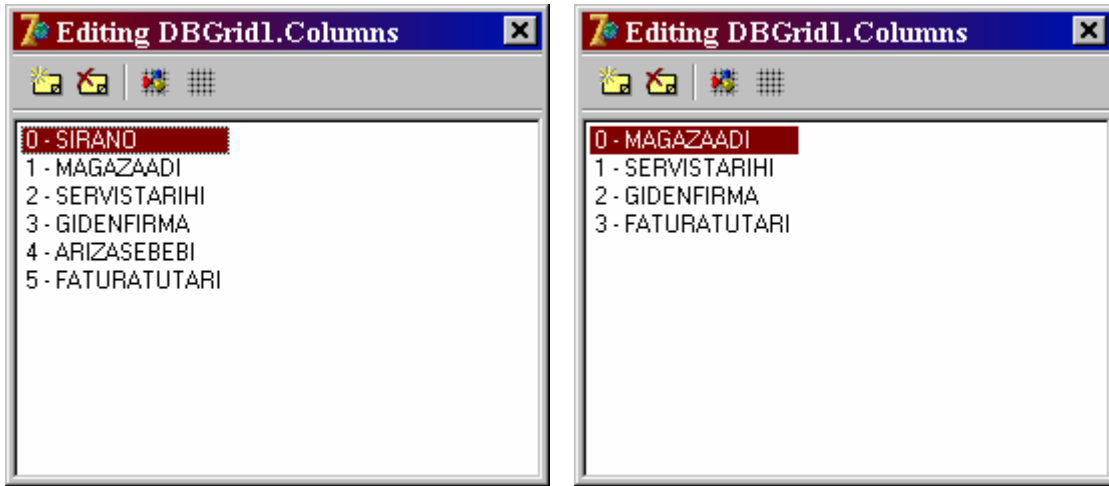 Editing DBGrid1.Columns
0 - SIRANO
1 - MAGAZAADI
2 - SERVISTARIHI
3 - GIDENFIRMA
4 - ARIZASEBEBI
5 - FATURATUTARI
Editing DBGrid1.Columns
0 - MAGAZAADI
1 - SERVISTARIHI
2 - GIDENFIRMA
3 - FATURATUTARI